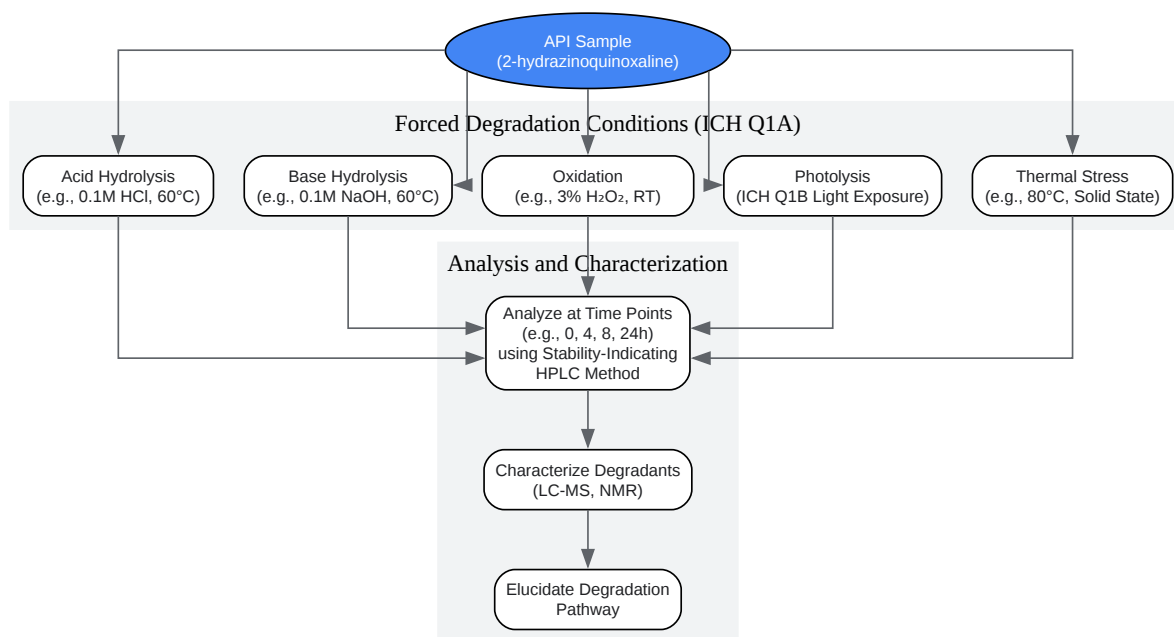 API Sample
(2-hydrazinoquinoxaline)
Forced Degradation Conditions (ICH Q1A)
Acid Hydrolysis
(e.g., 0.1M HCl, 60°C)
Base Hydrolysis
(e.g., 0.1M NaOH, 60°C)
Oxidation
(e.g., 3% H₂O₂, RT)
Photolysis
(ICH Q1B Light Exposure)
Thermal Stress
(e.g., 80°C, Solid State)
Analysis and Characterization
Analyze at Time Points
(e.g., 0, 4, 8, 24h)
using Stability-Indicating
HPLC Method
Characterize Degradants
(LC-MS, NMR)
Elucidate Degradation
Pathway